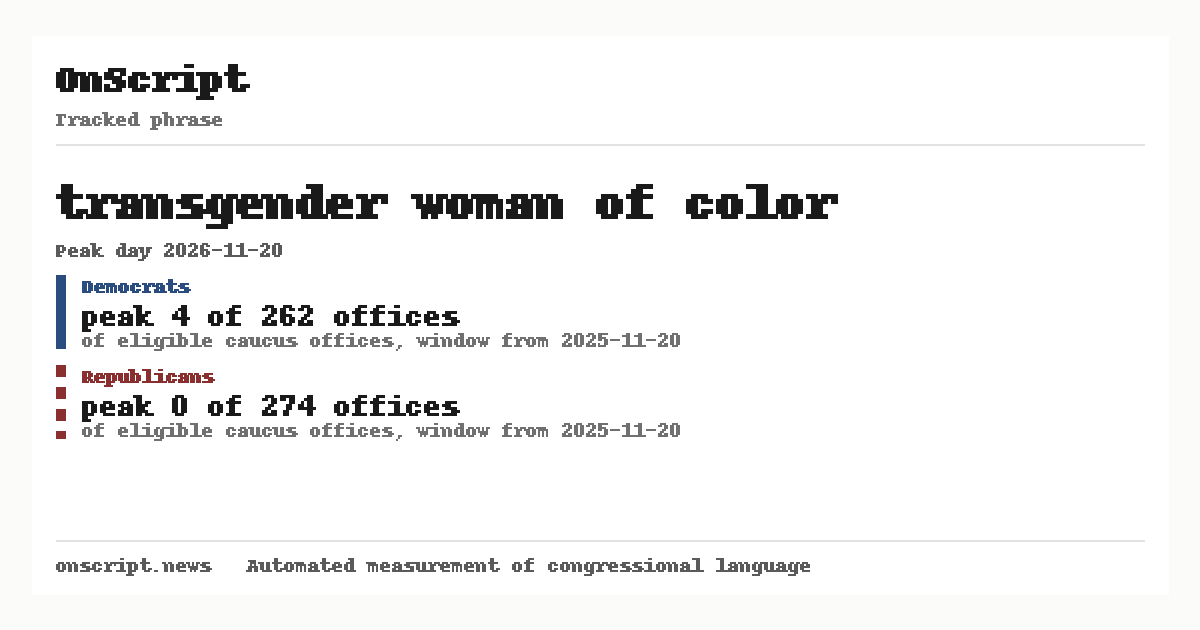 OnScript
Tracked phrase
transgender woman of color
Peak day 2026-11-20
Democrats
peak 4 of 262 offices
of eligible caucus offices, window from 2025-11-20
Republicans
peak 0 of 274 offices
of eligible caucus offices, window from 2025-11-20
onscript.news Automated measurement of congressional language